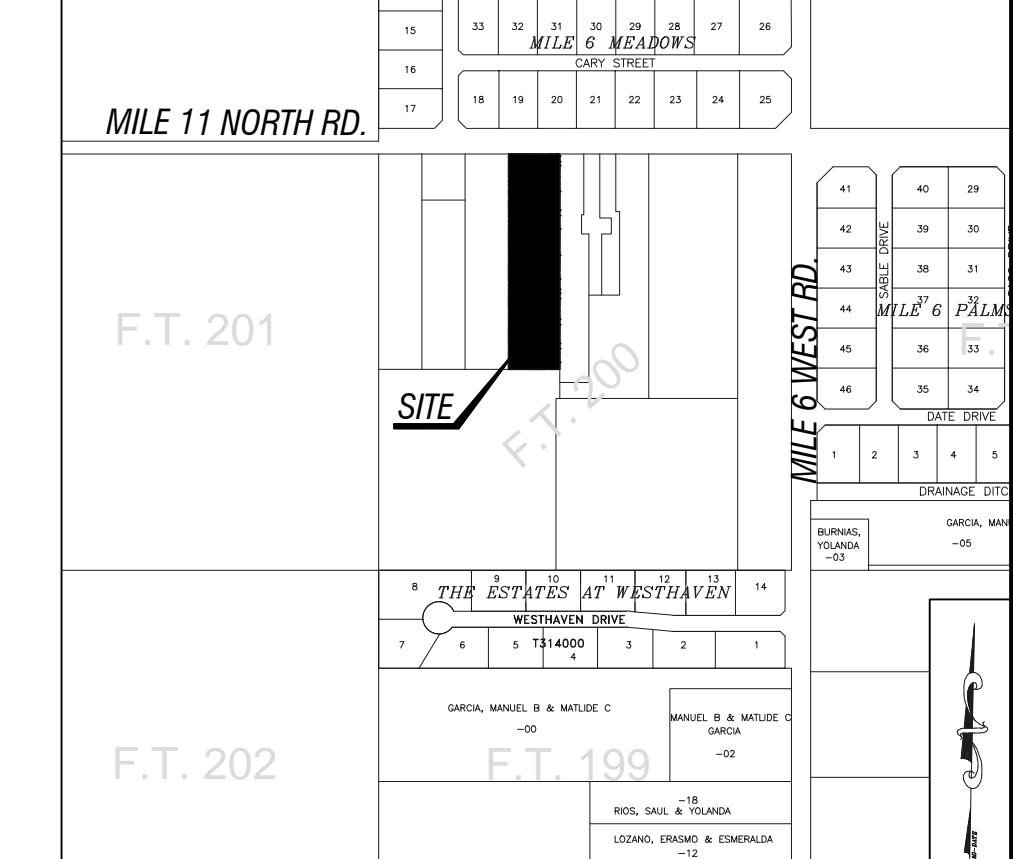 15
33 32 31 30 29 28 27 26
MILE 6 MEADOWS
CARY STREET
16
17
18 19 20 21 22 23 24 25
MILE 11 NORTH RD.
41 40 29
42 39 30
43 38 31
44 37 32
45 36 33
46 35 34
SABLE DRIVE
MILE 6 PALMS
F.T. 201
F.T. 200
SITE
MILE 6 WEST RD.
DATE DRIVE
1 2 3 4 5
DRAINAGE DITC
BURNIAS,
YOLANDA
-03
GARCIA, MAN
-05
8 9 10 11 12 13 14
THE ESTATES AT WESTHAVEN
WESTHAVEN DRIVE
T314000
7 6 5 4 3 2 1
GARCIA, MANUEL B & MATLIDE C
-00
MANUEL B & MATLIDE C
GARCIA
-02
F.T. 202
F.T. 199
-18
RIOS, SAUL & YOLANDA
LOZANO, ERASMO & ESMERALDA
-12